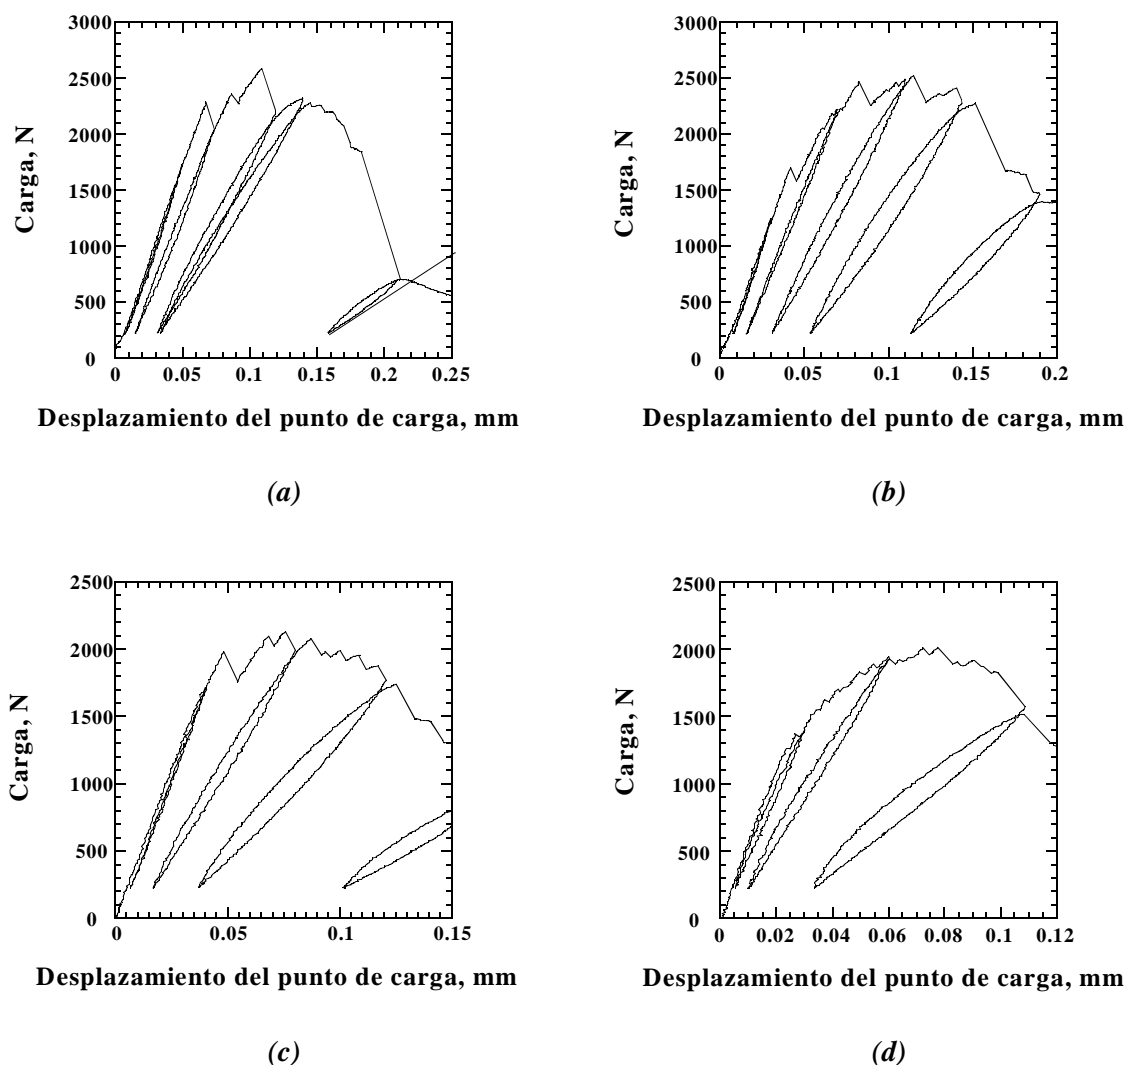 3000
2500
2000
1500
1000
500
0
Carga, N
0 0.05 0.1 0.15 0.2 0.25
Desplazamiento del punto de carga, mm
(a)
3000
2500
2000
1500
1000
500
0
Carga, N
0 0.05 0.1 0.15 0.2
Desplazamiento del punto de carga, mm
(b)
2500
2000
1500
1000
500
0
Carga, N
0 0.05 0.1 0.15
Desplazamiento del punto de carga, mm
(c)
2500
2000
1500
1000
500
0
Carga, N
0 0.02 0.04 0.06 0.08 0.1 0.12
Desplazamiento del punto de carga, mm
(d)